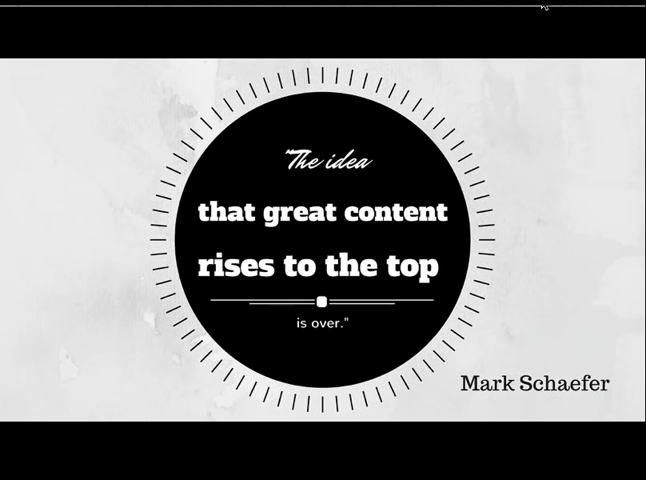 "The idea
that great content
rises to the top
is over."
Mark Schaefer